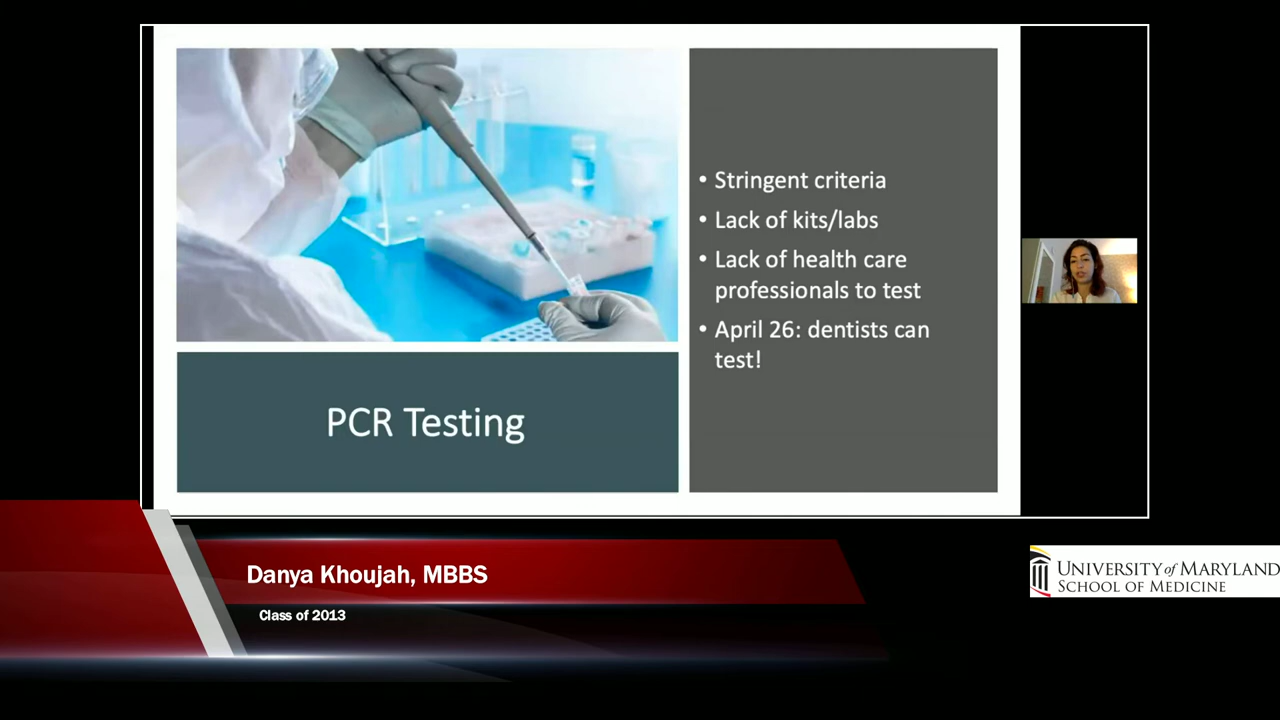 • Stringent criteria
• Lack of kits/labs
• Lack of health care
professionals to test
• April 26: dentists can
test!
PCR Testing
Danya Khoujah, MBBS
Class of 2013
UNIVERSITY of MARYLAND
SCHOOL OF MEDICINE